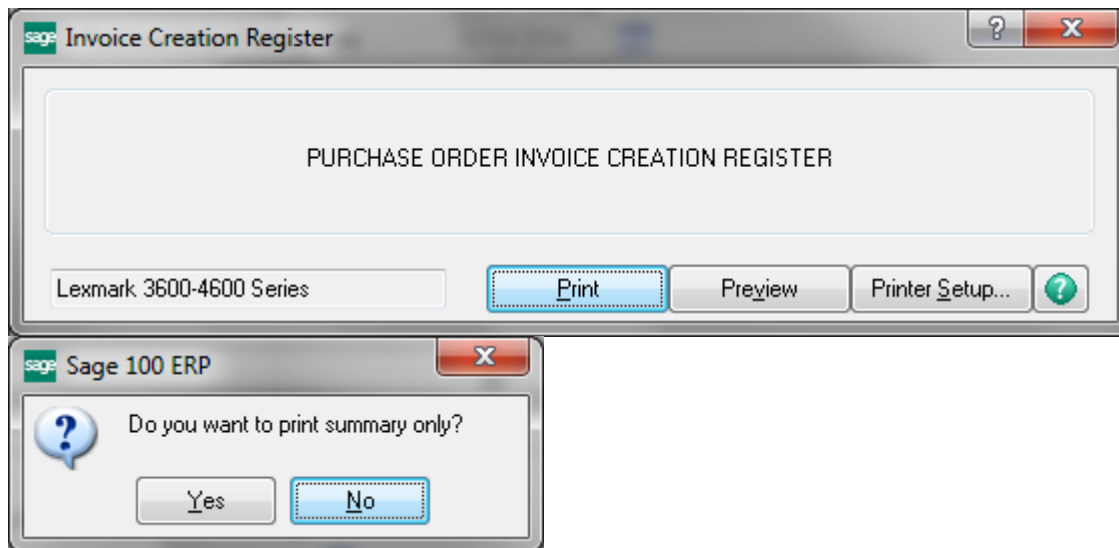 sage Invoice Creation Register
PURCHASE ORDER INVOICE CREATION REGISTER
Lexmark 3600-4600 Series Print Preview Printer Setup... ?
sage Sage 100 ERP
Do you want to print summary only?
Yes No